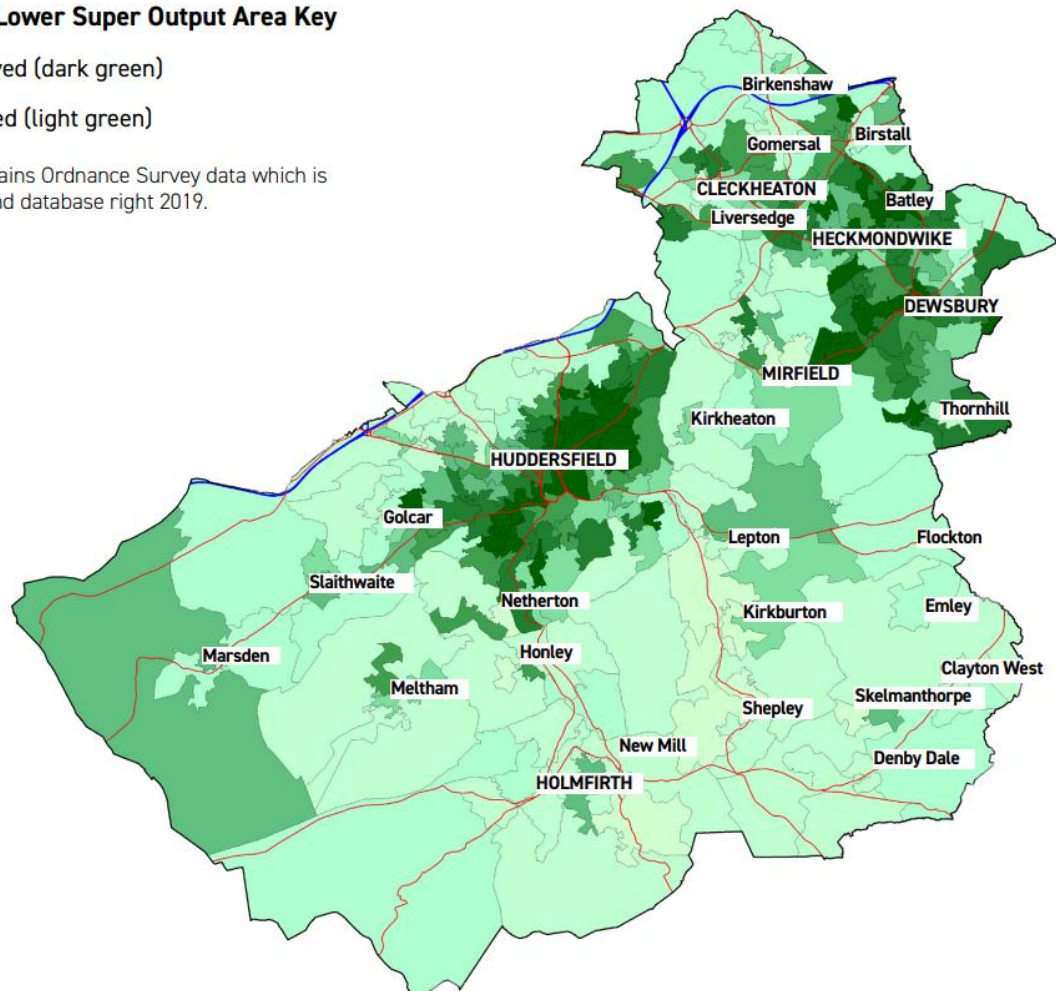 Lower Super Output Area Key
ved (dark green)
ed (light green)
ains Ordnance Survey data which is
nd database right 2019.
Birkenshaw
Birstall
Gomersal
CLECKHEATON
Batley
Liversedge
HECKMONDWIKE
DEWSBURY
MIRFIELD
Thornhill
Kirkheaton
HUDDERSFIELD
Golcar
Lepton
Flockton
Slaithwaite
Netherton
Kirkburton
Emley
Marsden
Honley
Clayton West
Meltham
Skelmanthorpe
Shepley
New Mill
Denby Dale
HOLMFIRTH